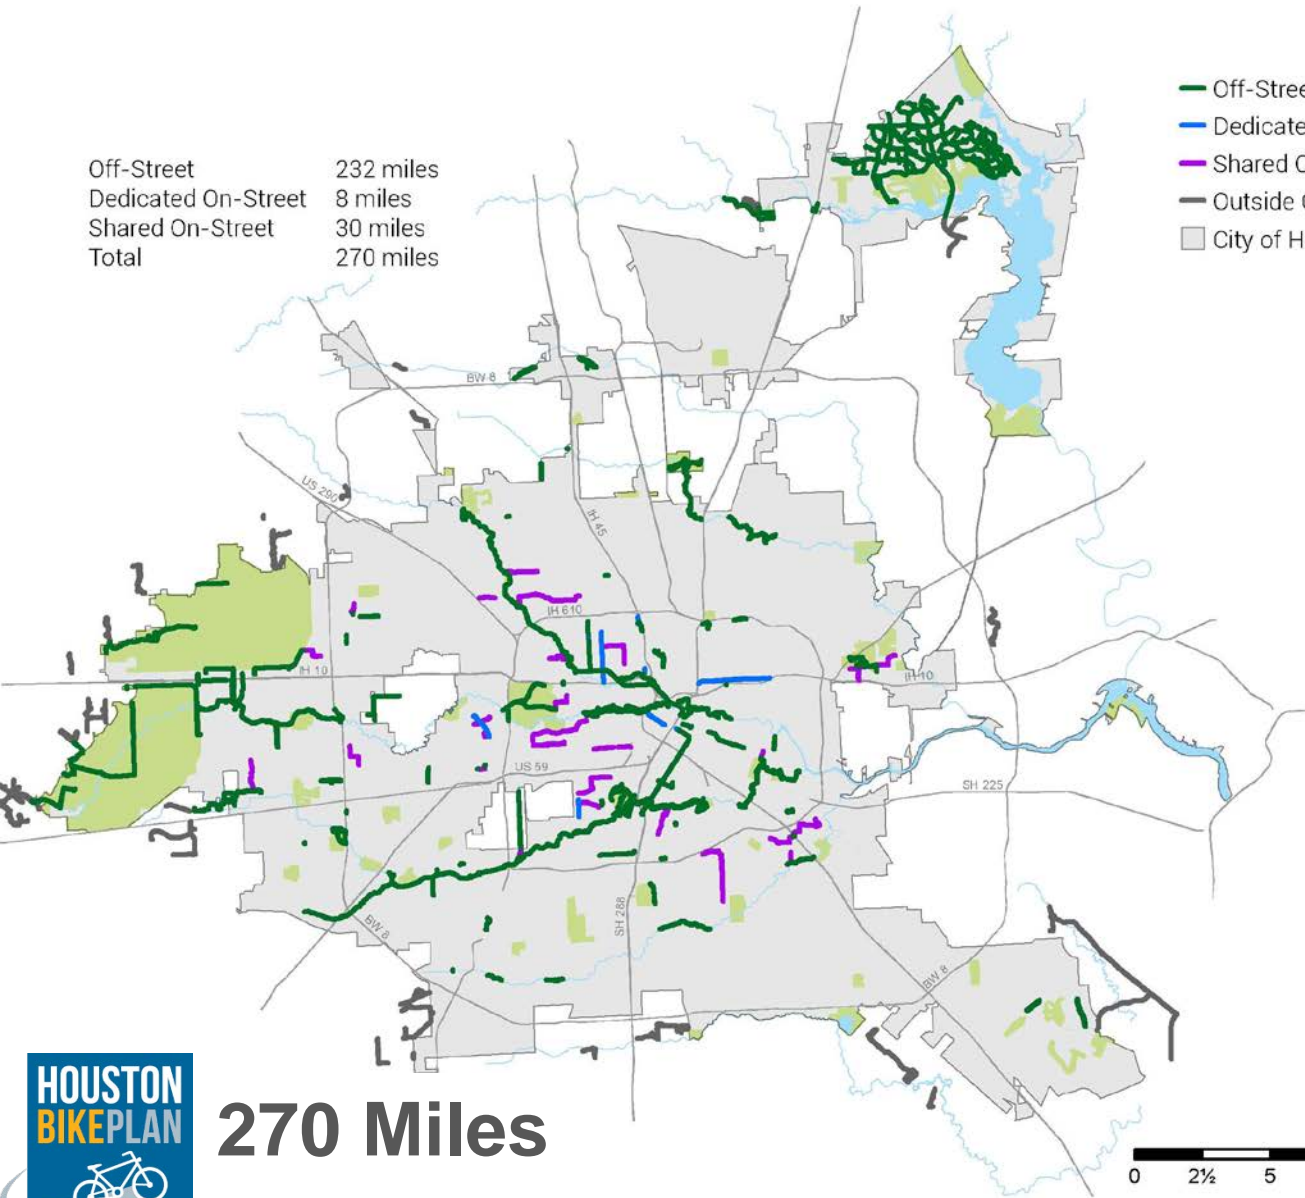 Off-Street 232 miles
Dedicated On-Street 8 miles
Shared On-Street 30 miles
Total 270 miles
Off-Stree
Dedicate
Shared O
Outside
City of H
BW 8
US 290
IH 45
IH 610
IH 10
IH 10
US 59
SH 225
SH 288
BW 8
BW 8
HOUSTON
BIKEPLAN
270 Miles
0 2½ 5